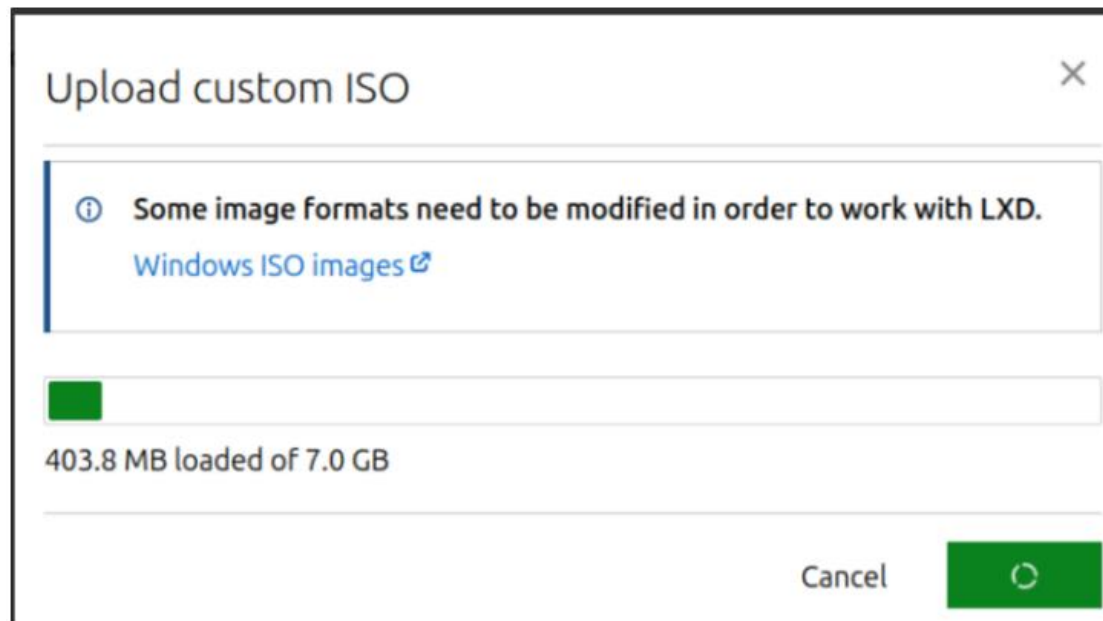 Upload custom ISO
Some image formats need to be modified in order to work with LXD.
Windows ISO images
403.8 MB loaded of 7.0 GB
Cancel